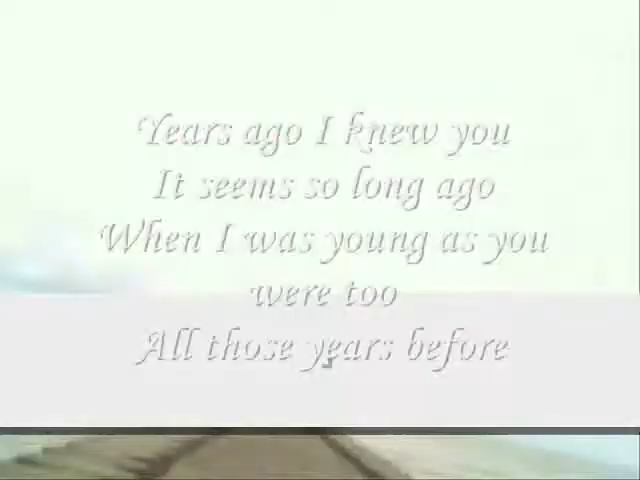 Years ago I knew you
It seems so long ago
When I was young as you
were too
All those years before